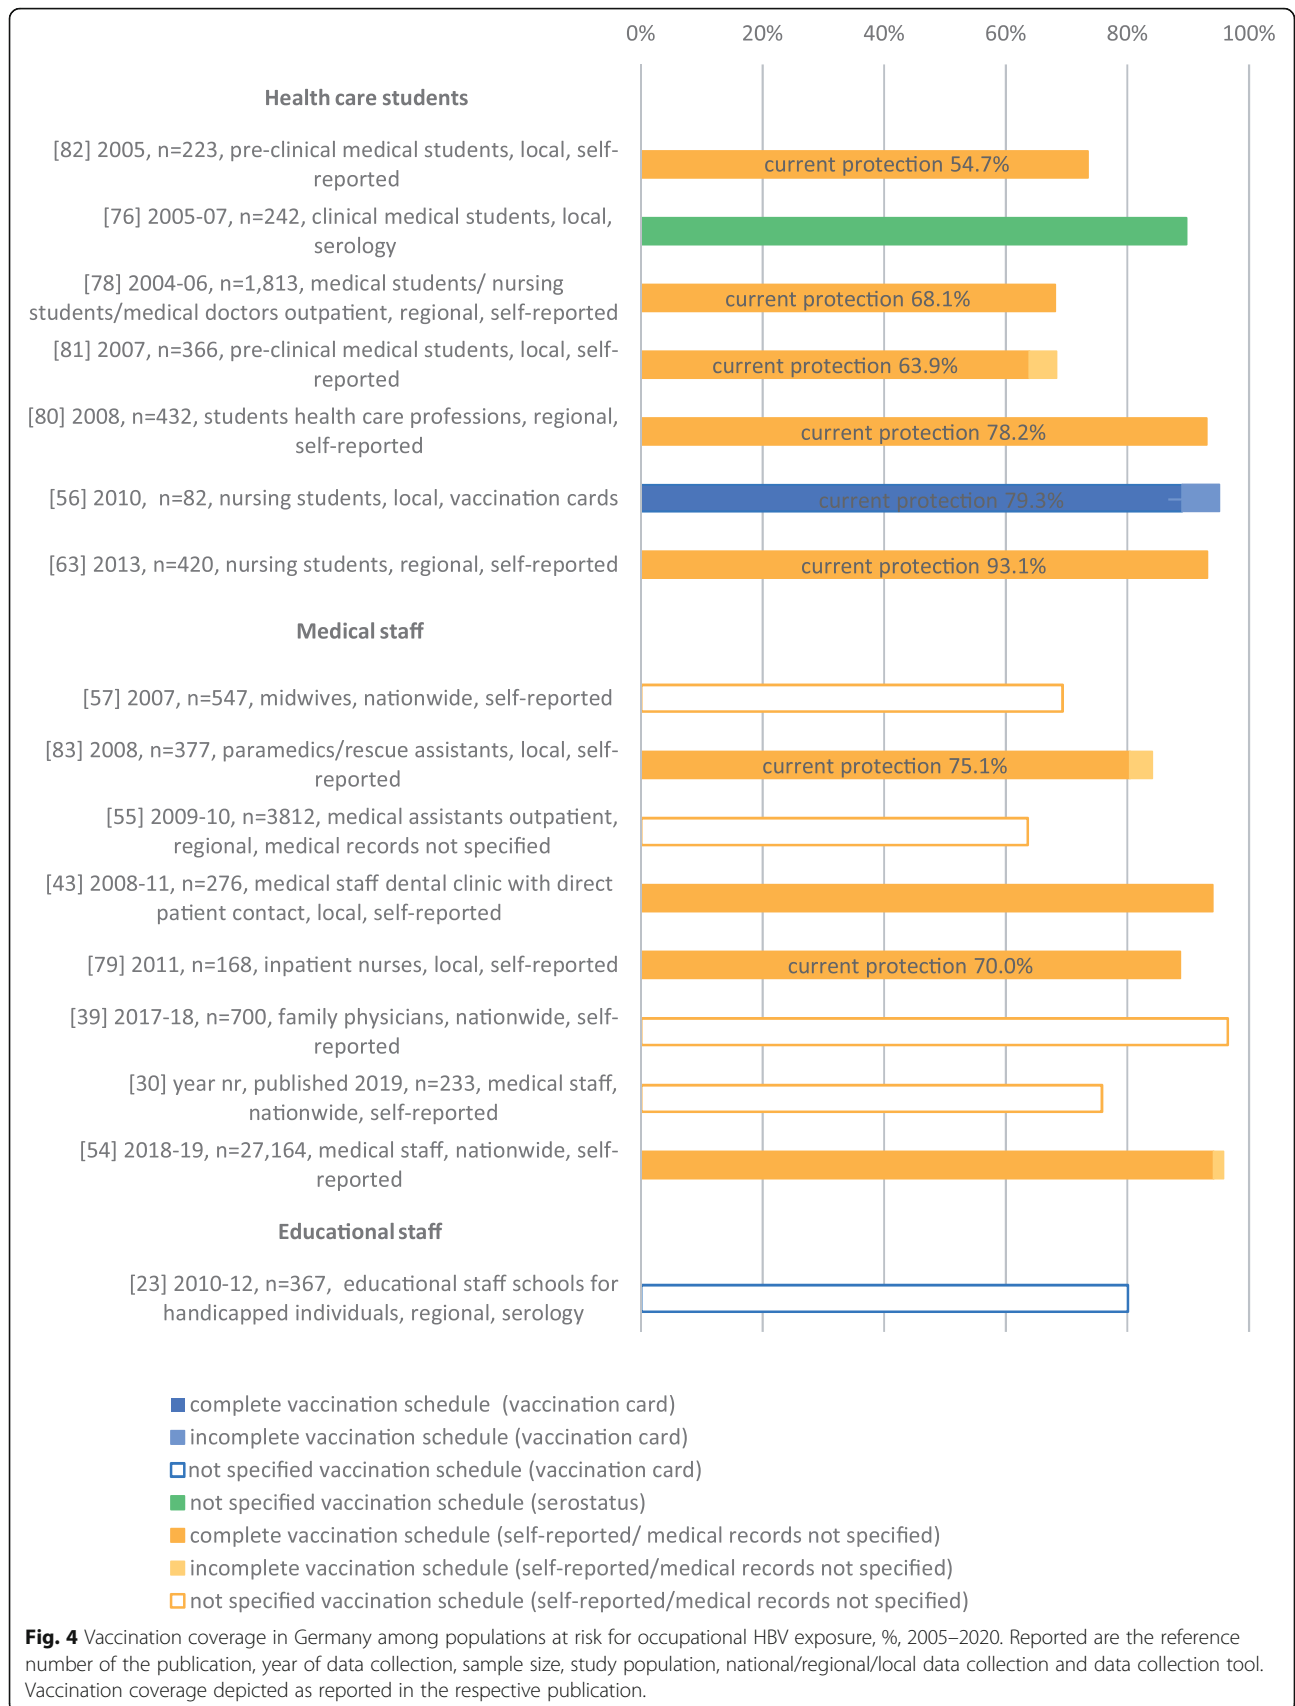 0% 20% 40% 60% 80% 100%
Health care students
[82] 2005, n=223, pre-clinical medical students, local, self-
reported
current protection 54.7%
[76] 2005-07, n=242, clinical medical students, local,
serology
[78] 2004-06, n=1,813, medical students/ nursing
students/medical doctors outpatient, regional, self-reported
current protection 68.1%
[81] 2007, n=366, pre-clinical medical students, local, self-
reported
current protection 63.9%
[80] 2008, n=432, students health care professions, regional,
self-reported
current protection 78.2%
[56] 2010, n=82, nursing students, local, vaccination cards
current protection 79.3%
[63] 2013, n=420, nursing students, regional, self-reported
current protection 93.1%
Medical staff
[57] 2007, n=547, midwives, nationwide, self-reported
[83] 2008, n=377, paramedics/rescue assistants, local, self-
reported
current protection 75.1%
[55] 2009-10, n=3812, medical assistants outpatient,
regional, medical records not specified
[43] 2008-11, n=276, medical staff dental clinic with direct
patient contact, local, self-reported
[79] 2011, n=168, inpatient nurses, local, self-reported
current protection 70.0%
[39] 2017-18, n=700, family physicians, nationwide, self-
reported
[30] year nr, published 2019, n=233, medical staff,
nationwide, self-reported
[54] 2018-19, n=27,164, medical staff, nationwide, self-
reported
Educational staff
[23] 2010-12, n=367, educational staff schools for
handicapped individuals, regional, serology
complete vaccination schedule (vaccination card)
incomplete vaccination schedule (vaccination card)
not specified vaccination schedule (vaccination card)
not specified vaccination schedule (serostatus)
complete vaccination schedule (self-reported/ medical records not specified)
incomplete vaccination schedule (self-reported/medical records not specified)
not specified vaccination schedule (self-reported/medical records not specified)
Fig. 4 Vaccination coverage in Germany among populations at risk for occupational HBV exposure, %, 2005–2020. Reported are the reference
number of the publication, year of data collection, sample size, study population, national/regional/local data collection and data collection tool.
Vaccination coverage depicted as reported in the respective publication.